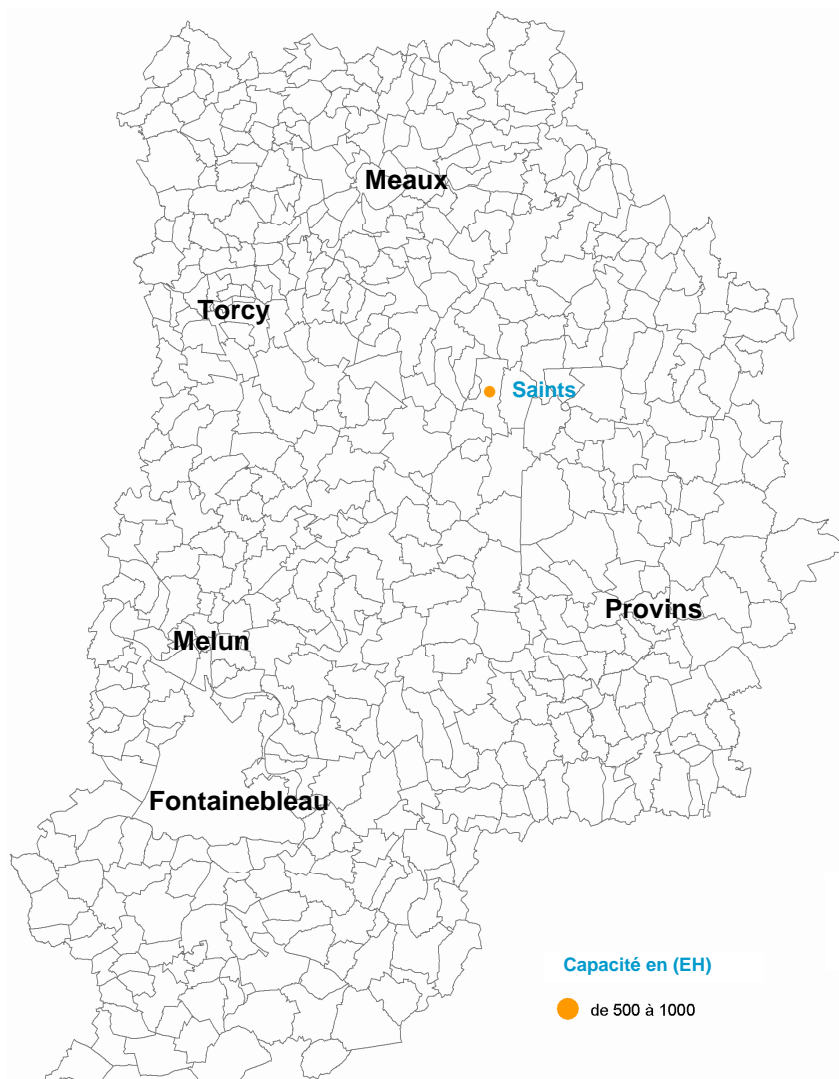 Meaux
Torcy
Saints
Provins
Melun
Fontainebleau
Capacité en (EH)
de 500 à 1000